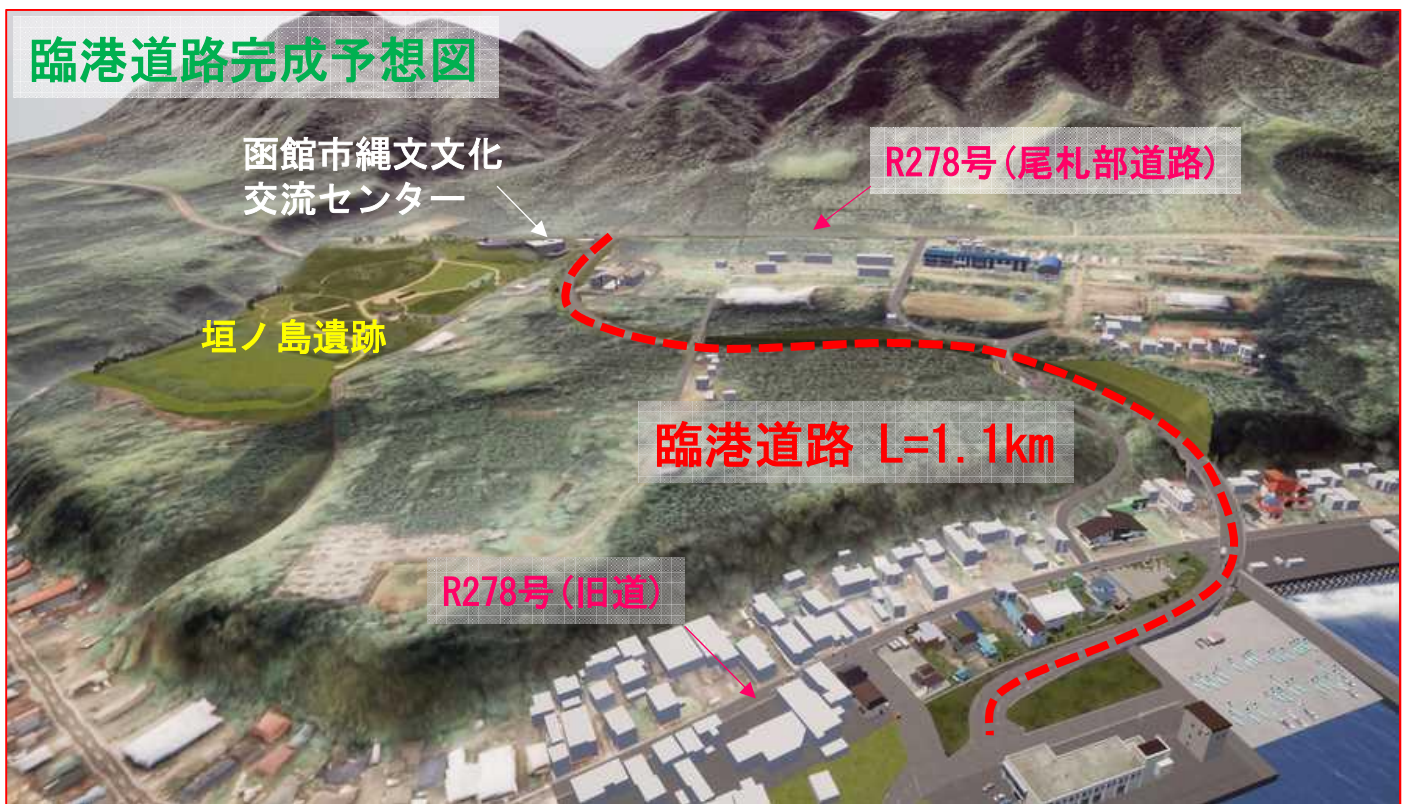 臨港道路完成予想図
函館市縄文文化
交流センター
R278号(尾札部道路)
垣ノ島遺跡
臨港道路 L=1.1km
R278号(旧道)